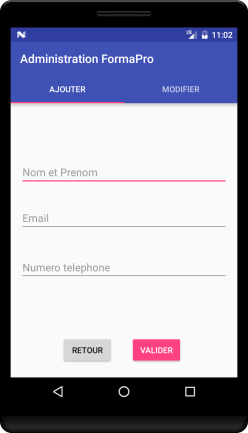 11:02
Administration FormaPro
AJOUTER MODIFIER
Nom et Prenom
Email
Numero telephone
RETOUR VALIDER